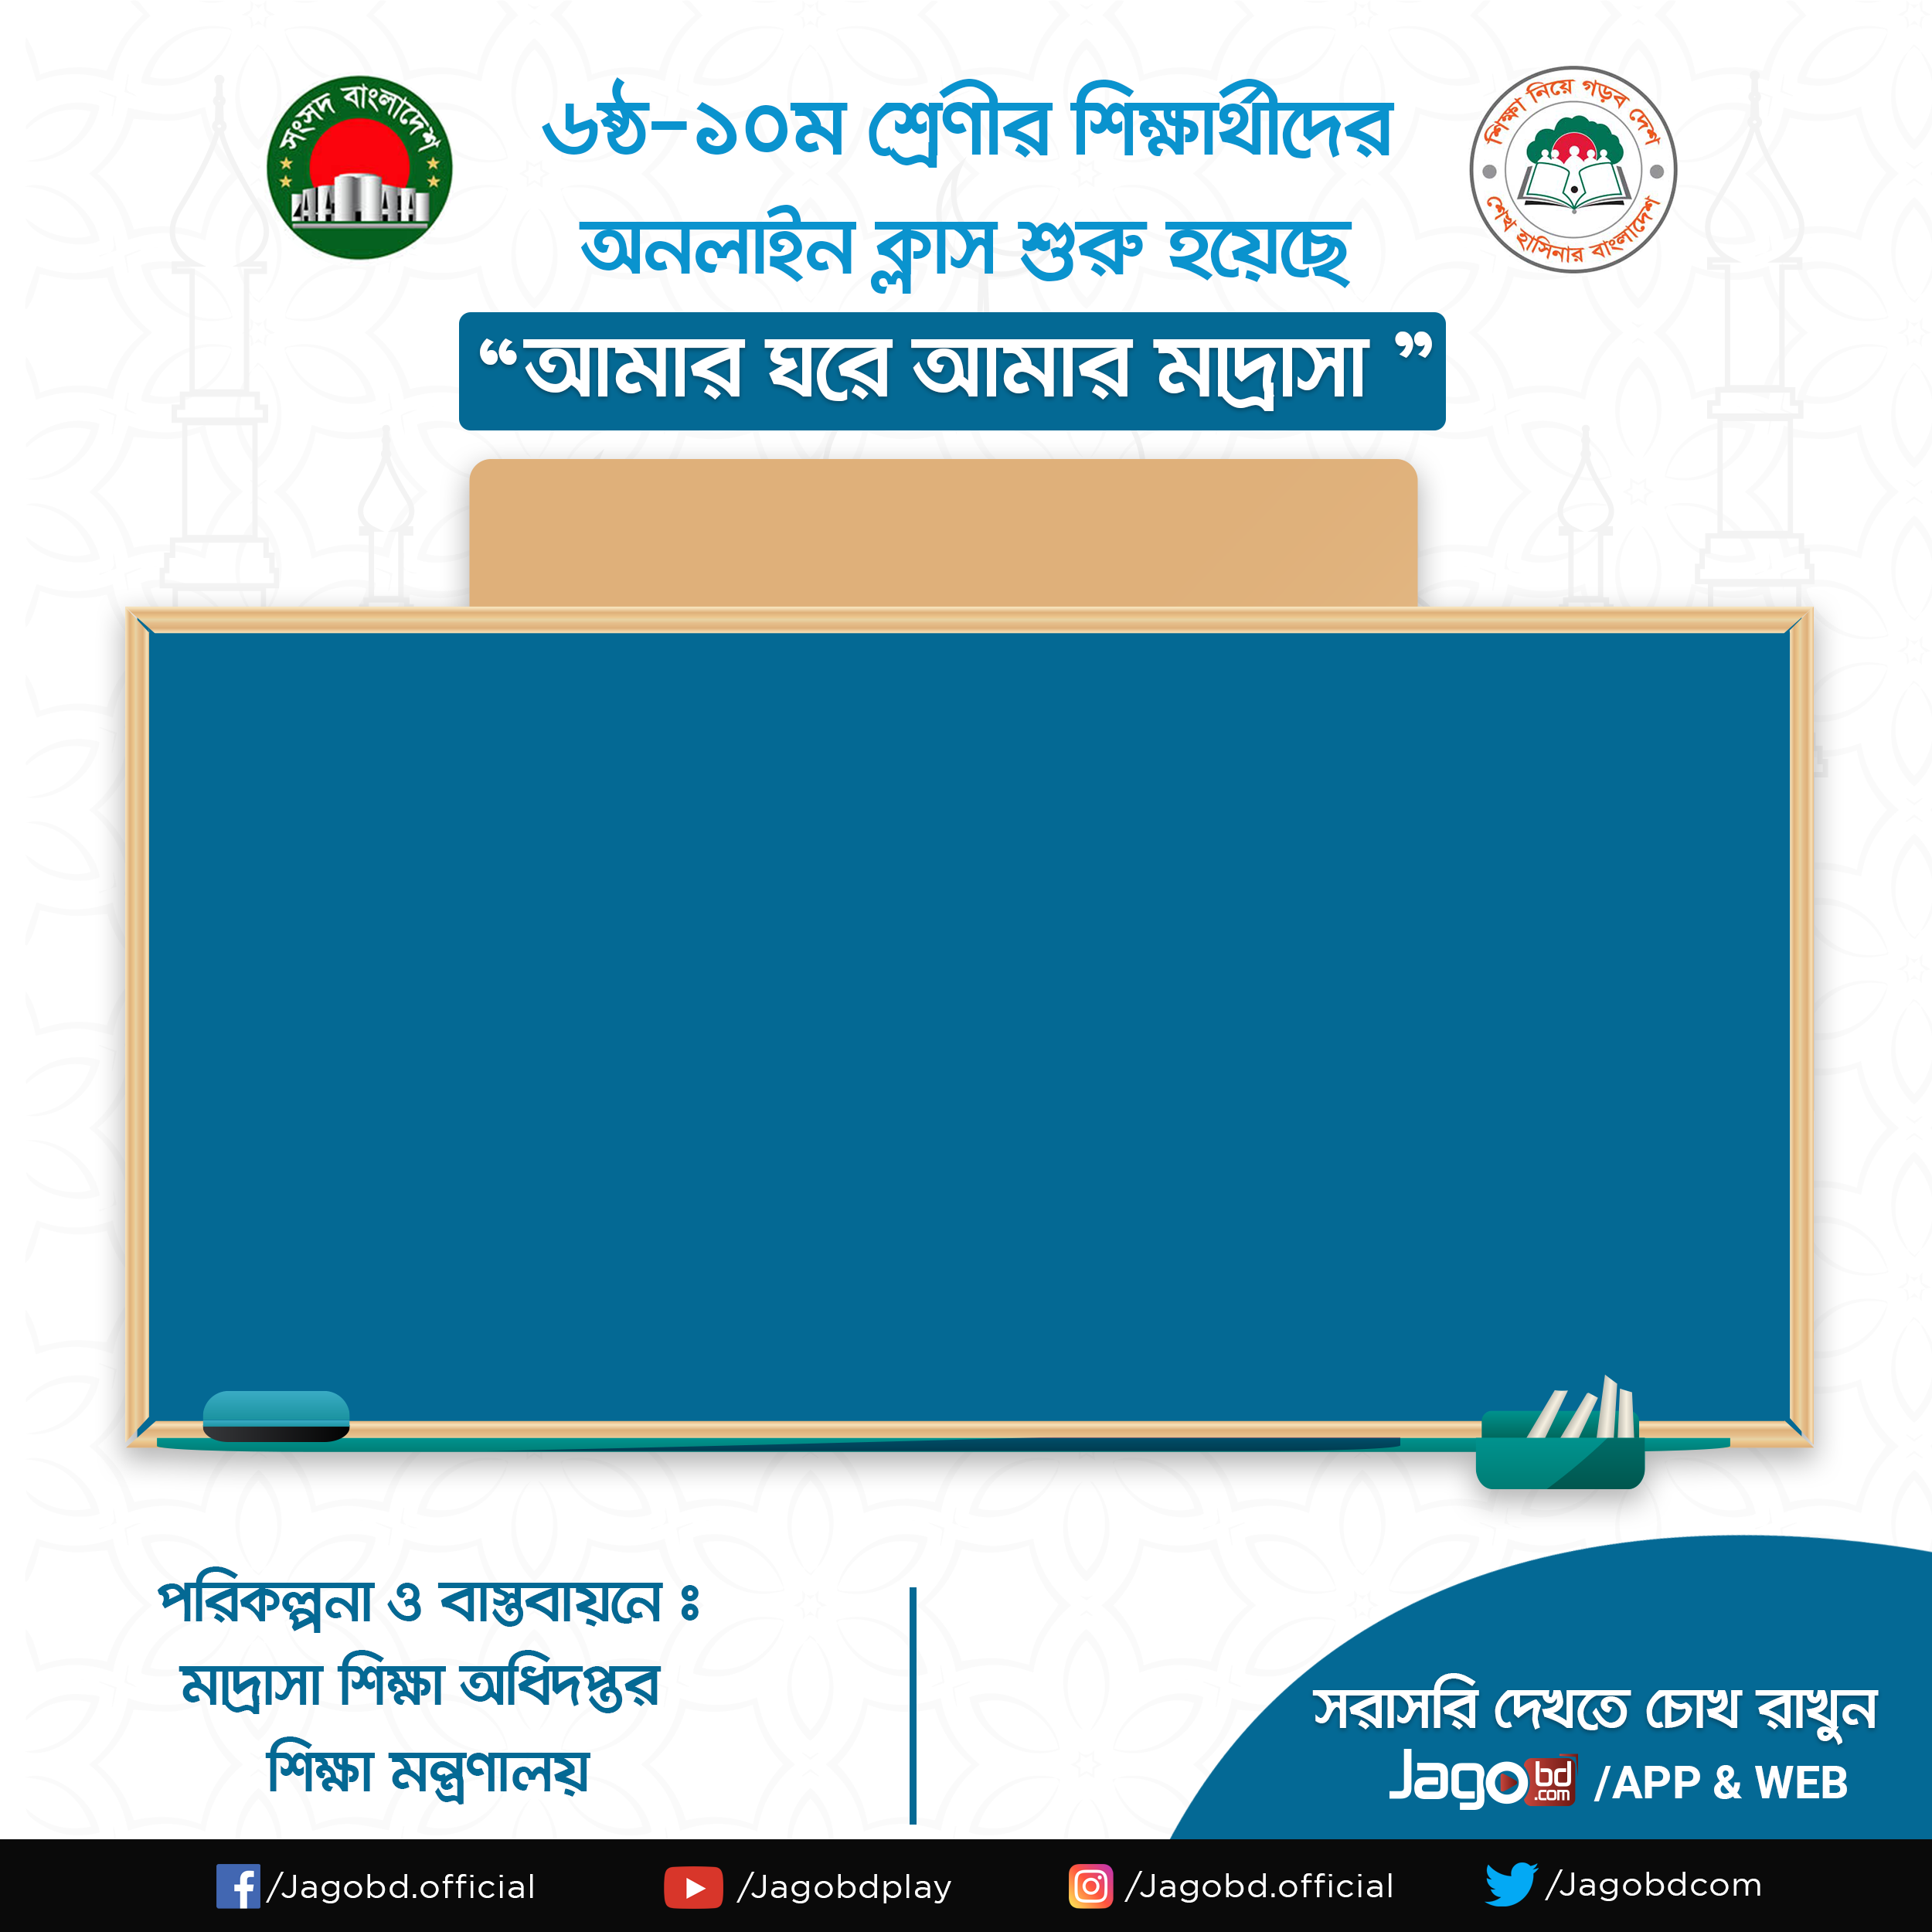 সংসদ বাংলাদেশ
৬ষ্ঠ-১০ম শ্রেণীর শিক্ষার্থীদের
অনলাইন ক্লাস শুরু হয়েছে
শিক্ষা নিয়ে গড়ব দেশ
শেখ হাসিনার বাংলাদেশ
“আমার ঘরে আমার মাদ্রাসা ”
পরিকল্পনা ও বাস্তবায়নে ঃ
মাদ্রাসা শিক্ষা অধিদপ্তর
শিক্ষা মন্ত্রণালয়
সরাসরি দেখতে চোখ রাখুন
Jagobd.com /APP & WEB
/Jagobd.official
/Jagobdplay
/Jagobd.official
/Jagobdcom